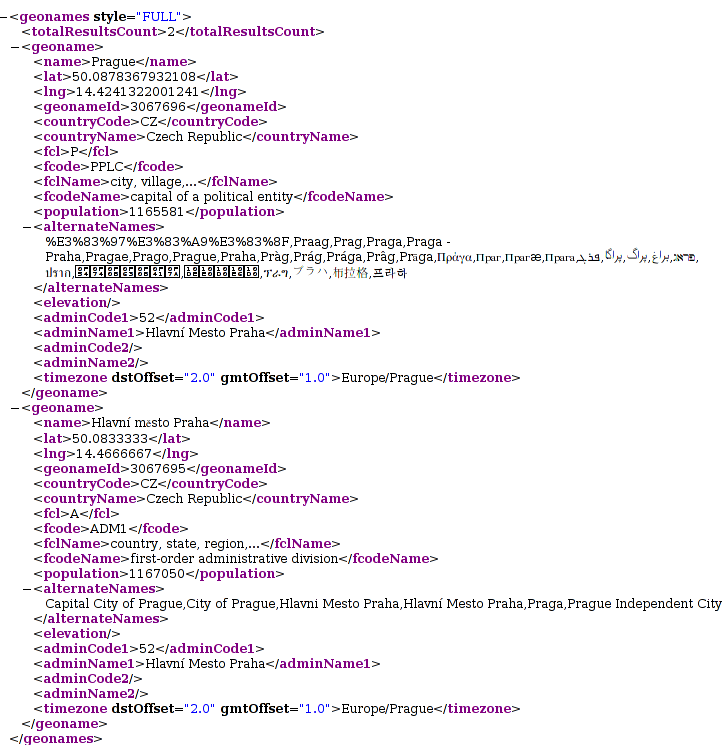 −<geonames style="FULL">
<totalResultsCount>2</totalResultsCount>
−<geoname>
<name>Prague</name>
<lat>50.0878367932108</lat>
<lng>14.4241322001241</lng>
<geonameId>3067696</geonameId>
<countryCode>CZ</countryCode>
<countryName>Czech Republic</countryName>
<fcl>P</fcl>
<fcode>PPLC</fcode>
<fclName>city, village,...</fclName>
<fcodeName>capital of a political entity</fcodeName>
<population>1165581</population>
−<alternateNames>
%E3%83%97%E3%83%A9%E3%83%8F,Praag,Prag,Praga,Praga -
Praha,Pragae,Prago,Prague,Praha,Pràg,Prág,Prága,Prâg,Prāga,Πράγα,Праг,Прагæ,Прага,פראג,براغ,پراگ,پراگا,
ปราก,ፕራግ,プラハ,布拉格,프라하
</alternateNames>
<elevation/>
<adminCode1>52</adminCode1>
<adminName1>Hlavní Mesto Praha</adminName1>
<adminCode2/>
<adminName2/>
<timezone dstOffset="2.0" gmtOffset="1.0">Europe/Prague</timezone>
</geoname>
−<geoname>
<name>Hlavní město Praha</name>
<lat>50.0833333</lat>
<lng>14.4666667</lng>
<geonameId>3067695</geonameId>
<countryCode>CZ</countryCode>
<countryName>Czech Republic</countryName>
<fcl>A</fcl>
<fcode>ADM1</fcode>
<fclName>country, state, region,...</fclName>
<fcodeName>first-order administrative division</fcodeName>
<population>1167050</population>
−<alternateNames>
Capital City of Prague,City of Prague,Hlavni Mesto Praha,Hlavní Mesto Praha,Praga,Prague Independent City
</alternateNames>
<elevation/>
<adminCode1>52</adminCode1>
<adminName1>Hlavní Mesto Praha</adminName1>
<adminCode2/>
<adminName2/>
<timezone dstOffset="2.0" gmtOffset="1.0">Europe/Prague</timezone>
</geoname>
</geonames>